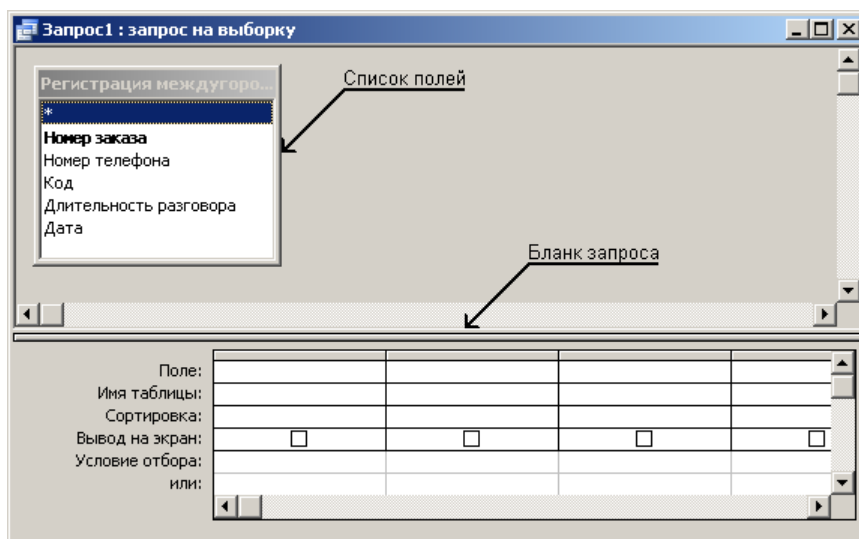 Запрос1 : запрос на выборку
Регистрация междугоро...
Список полей
*
Номер заказа
Номер телефона
Код
Длительность разговора
Дата
Бланк запроса
Поле:
Имя таблицы:
Сортировка:
Вывод на экран:
Условие отбора:
или: